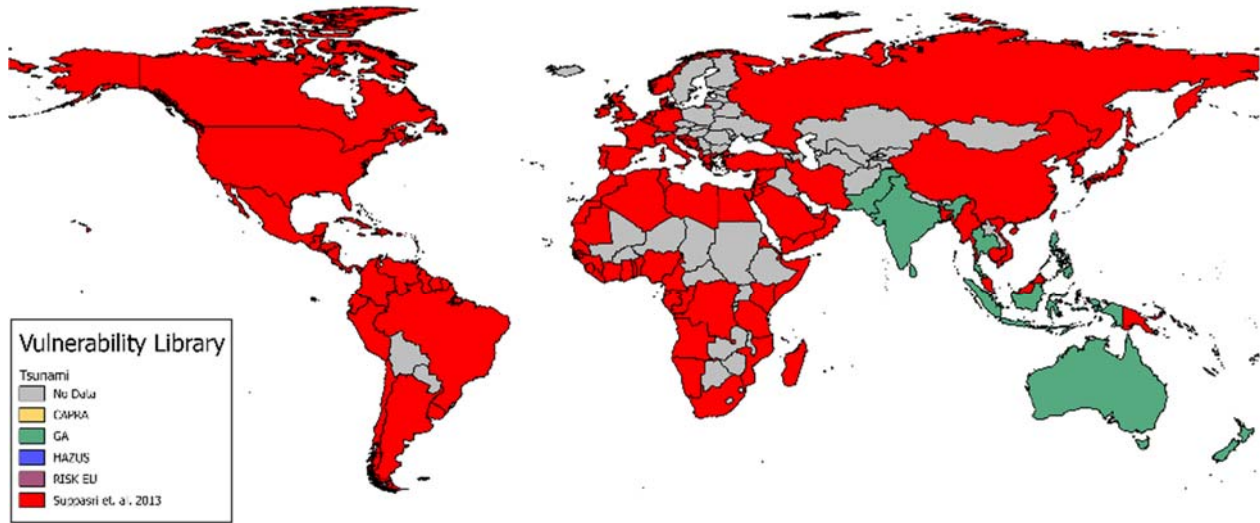 Vulnerability Library
Tsunami
No Data
CAPRA
GA
HAZUS
RISK EU
Suppasri et. al. 2013